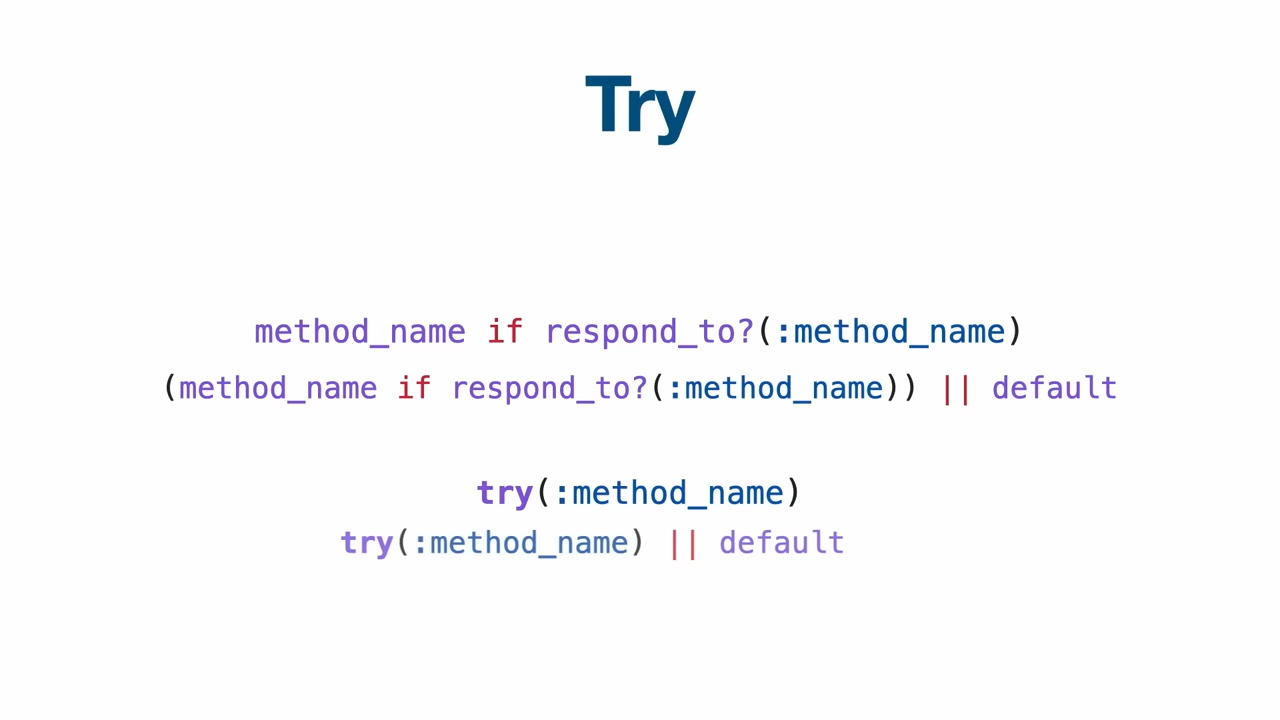 Try
method_name if respond_to?(:method_name)
(method_name if respond_to?(:method_name)) || default
try(:method_name)
try(:method_name) || default